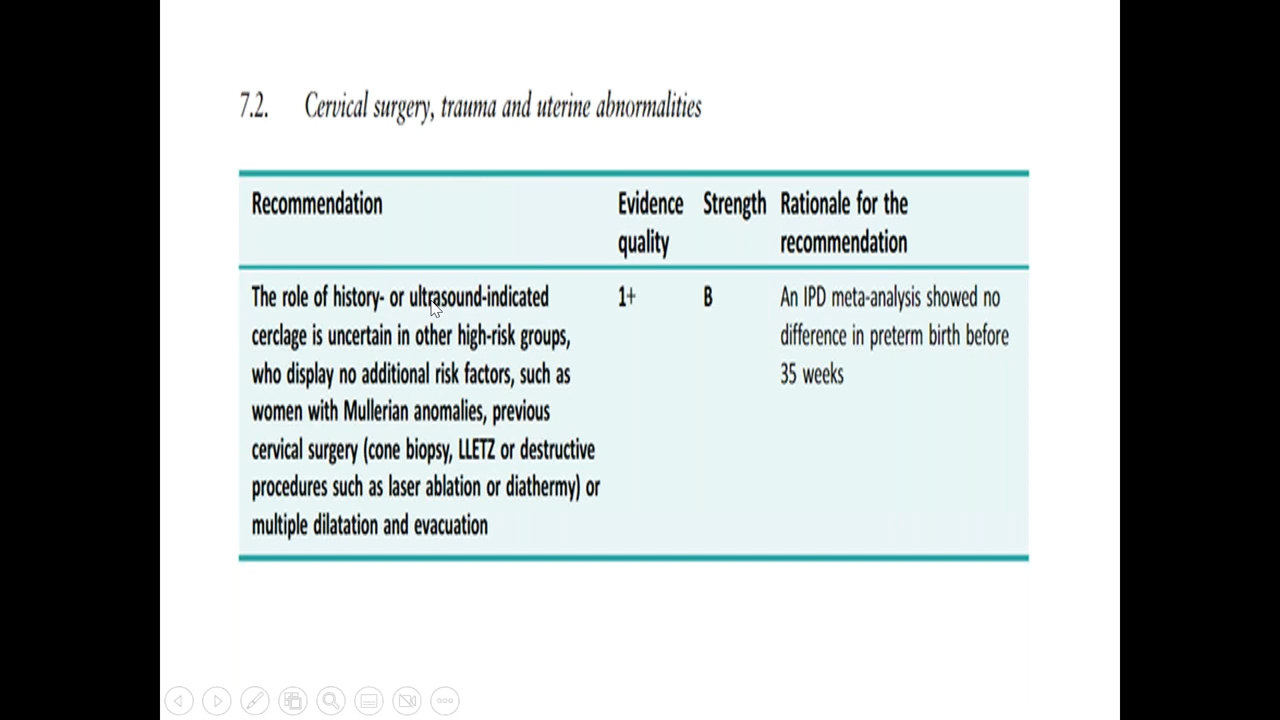 7.2. Cervical surgery, trauma and uterine abnormalities
Recommendation Evidence quality Strength Rationale for the recommendation
The role of history- or ultrasound-indicated
cerclage is uncertain in other high-risk groups,
who display no additional risk factors, such as
women with Mullerian anomalies, previous
cervical surgery (cone biopsy, LLETZ or destructive
procedures such as laser ablation or diathermy) or
multiple dilatation and evacuation
1+
B
An IPD meta-analysis showed no
difference in preterm birth before
35 weeks